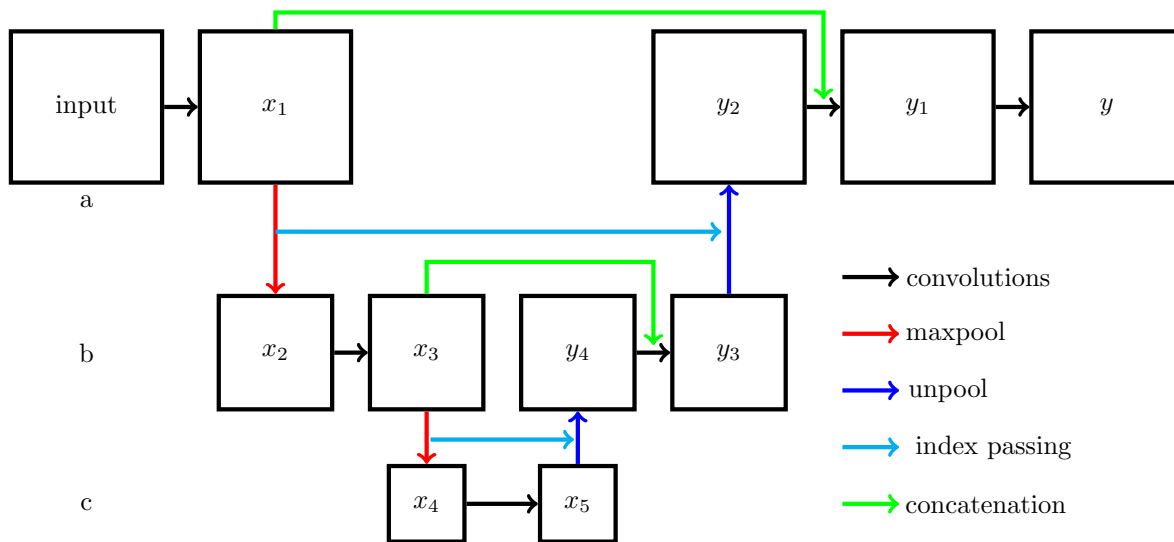 input
x₁
y₂
y₁
y
a
convolutions
maxpool
b
x₂
x₃
y₄
y₃
unpool
index passing
c
x₄
x₅
concatenation